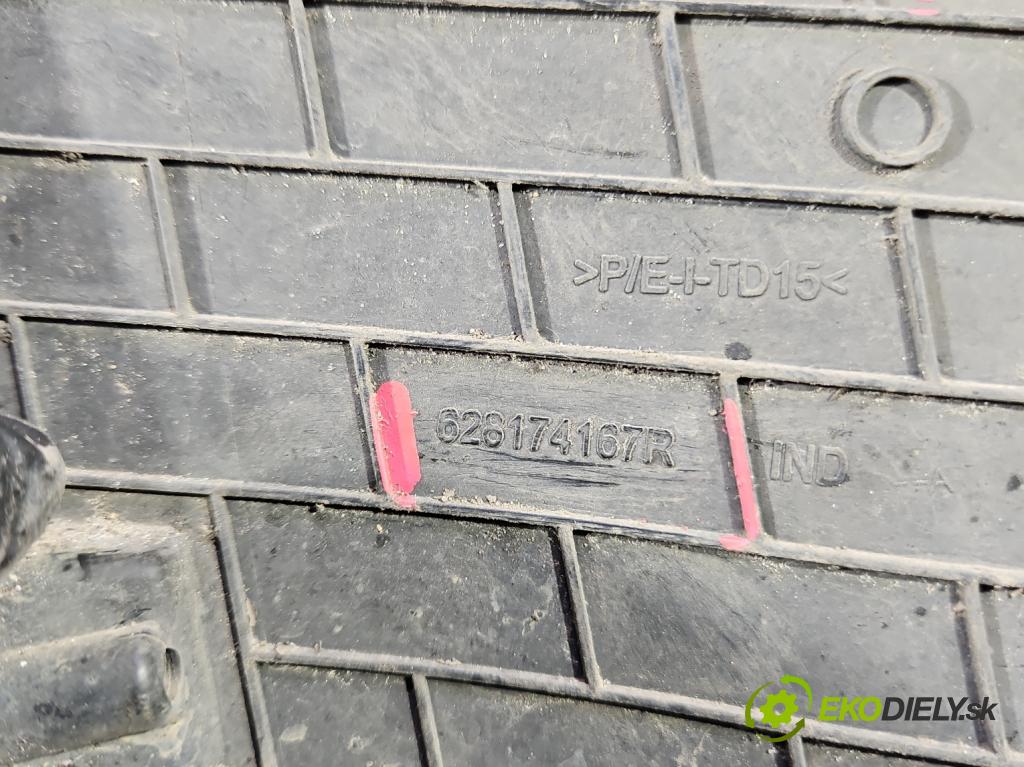 >P/E-I-TD15<
628174167R
IND A
EKODIELY.sk